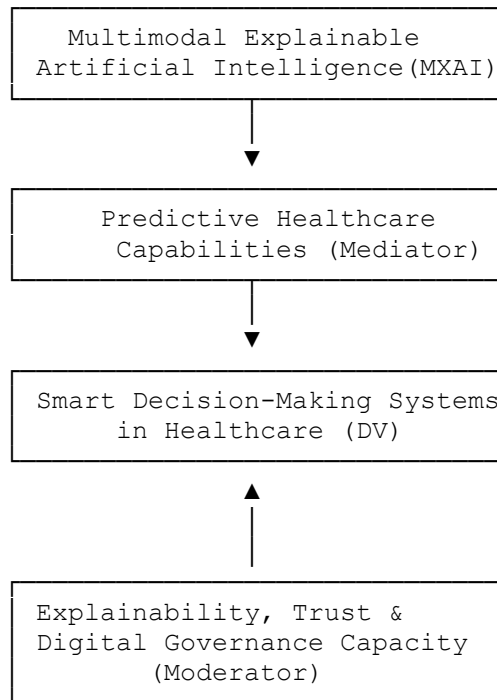 Multimodal Explainable
Artificial Intelligence(MXAI)
Predictive Healthcare
Capabilities (Mediator)
Smart Decision-Making Systems
in Healthcare (DV)
Explainability, Trust &
Digital Governance Capacity
(Moderator)